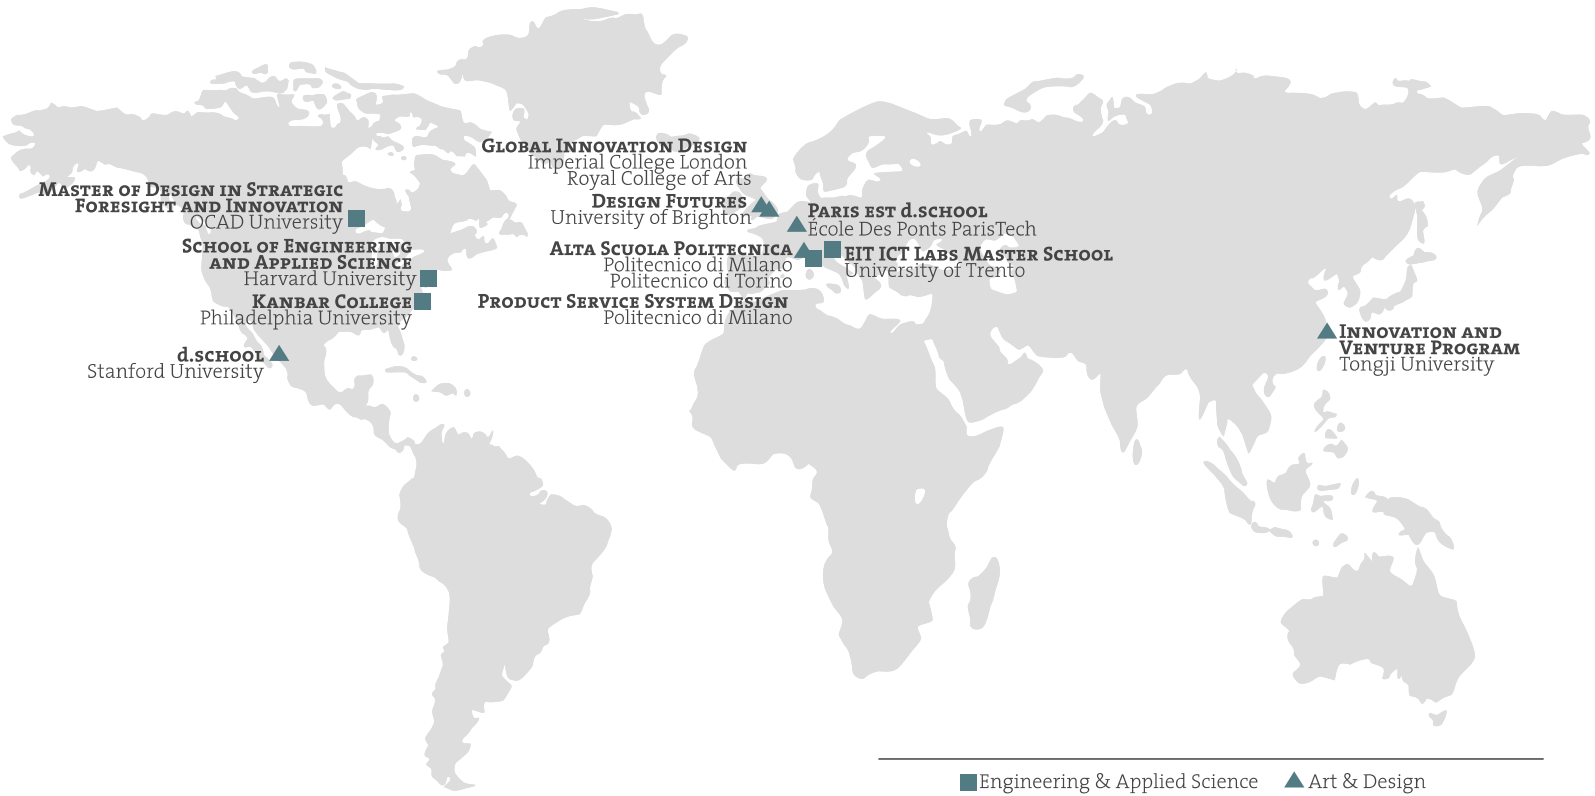 Global Innovation Design
Imperial College London
Royal College of Arts
Master of Design in Strategic
Foresight and Innovation
OCAD University
Design Futures
University of Brighton
Paris est d.school
École Des Ponts ParisTech
School of Engineering
and Applied Science
Harvard University
Alta Scuola Politecnica
Politecnico di Milano
Politecnico di Torino
EIT ICT Labs Master School
University of Trento
Kanbar College
Philadelphia University
Product Service System Design
Politecnico di Milano
Innovation and
Venture Program
Tongji University
d.school
Stanford University
Engineering & Applied Science
Art & Design